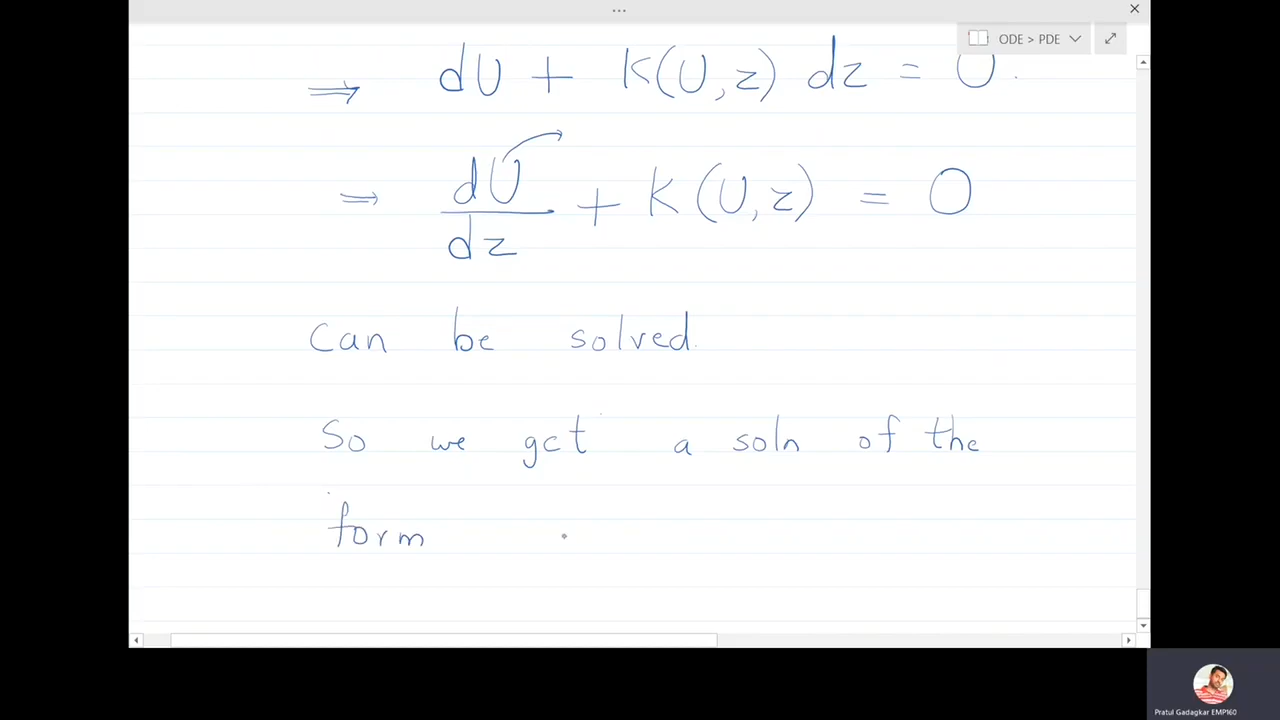 ODE > PDE
⇒ dU + K(U,z) dz = 0.
⇒ dU/dz + K(U,z) = 0
can be solved.
So we get a soln of the
form
Pratul Gadagkar EMP160